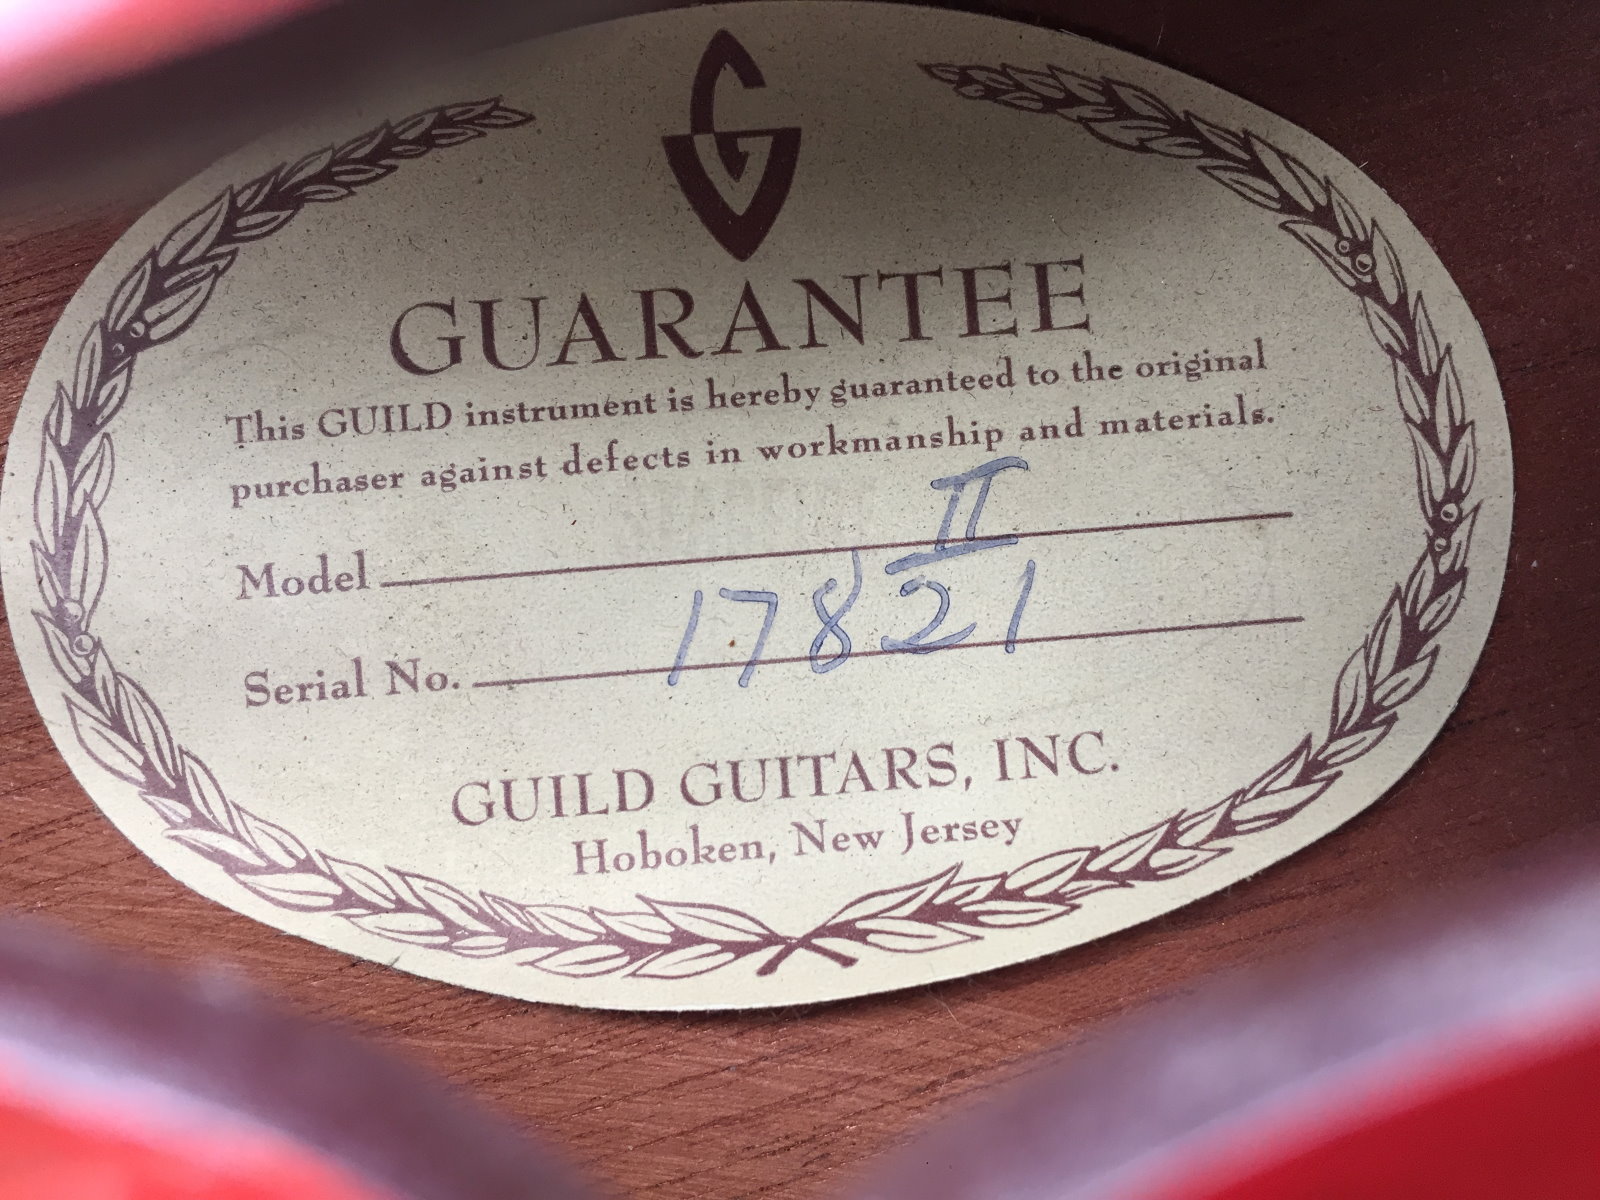 G
GUARANTEE
This GUILD instrument is hereby guaranteed to the original
purchaser against defects in workmanship and materials.
Model II
Serial No. 17821
GUILD GUITARS, INC.
Hoboken, New Jersey